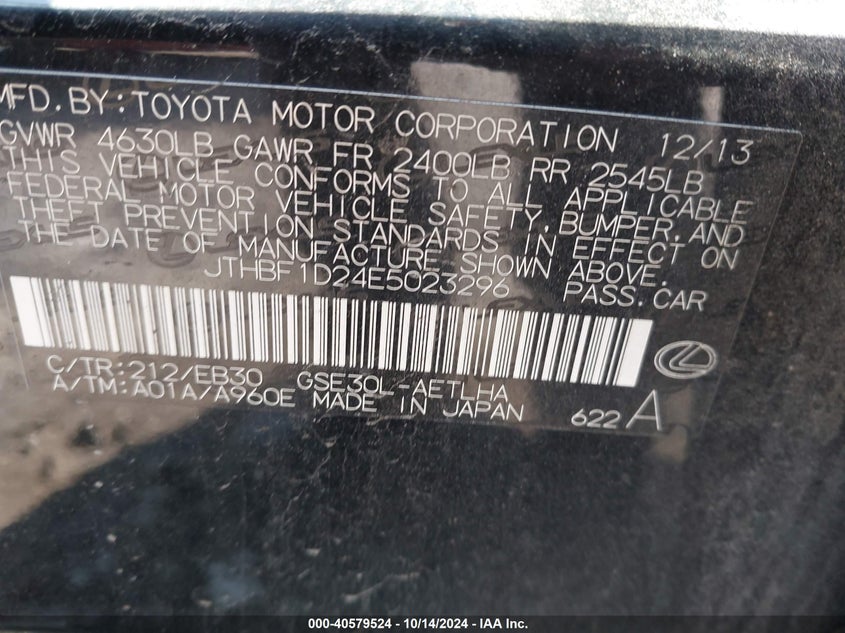 MFD. BY: TOYOTA MOTOR CORPORATION 12/13
GVWR 4630LB GAWR FR 2400LB RR 2545LB
THIS VEHICLE CONFORMS TO ALL APPLICABLE
FEDERAL MOTOR VEHICLE SAFETY, BUMPER, AND
THEFT PREVENTION STANDARDS IN EFFECT ON
THE DATE OF MANUFACTURE SHOWN ABOVE.
JTHBF1D24E5023296 PASS. CAR
C/TR: 212/EB30 GSE30L-AETLHA
A/TM: A01A/A960E MADE IN JAPAN
622 A
000-40579524 - 10/14/2024 - IAA Inc.